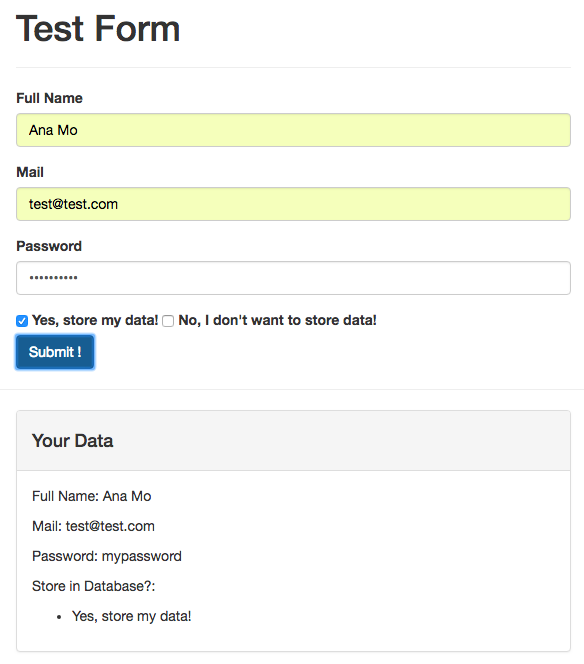 Test Form
Full Name
Ana Mo
Mail
test@test.com
Password
••••••••••
Yes, store my data! No, I don't want to store data!
Submit !
Your Data
Full Name: Ana Mo
Mail: test@test.com
Password: mypassword
Store in Database?:
• Yes, store my data!